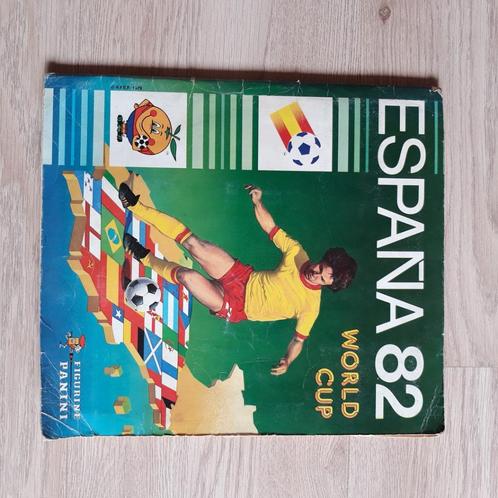 ESPAÑA 82
WORLD
CUP
FIGURINE
PANINI